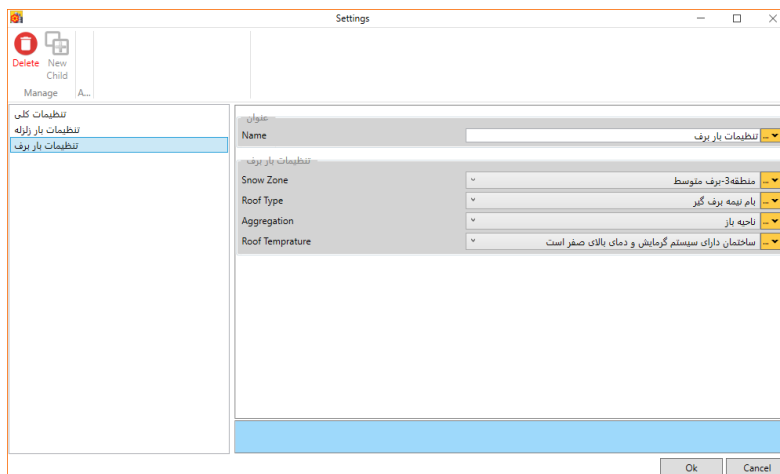 Settings
Delete New Child
Manage A...
تنظیمات کلی
تنظیمات بار زلزله
تنظیمات بار برف
عنوان
Name تنظیمات بار برف ...
تنظیمات بار برف
Snow Zone منطقه3-برف متوسط ...
Roof Type بام نیمه برف گیر ...
Aggregation ناحیه باز ...
Roof Temprature ساختمان دارای سیستم گرمایش و دمای بالای صفر است ...
Ok Cancel